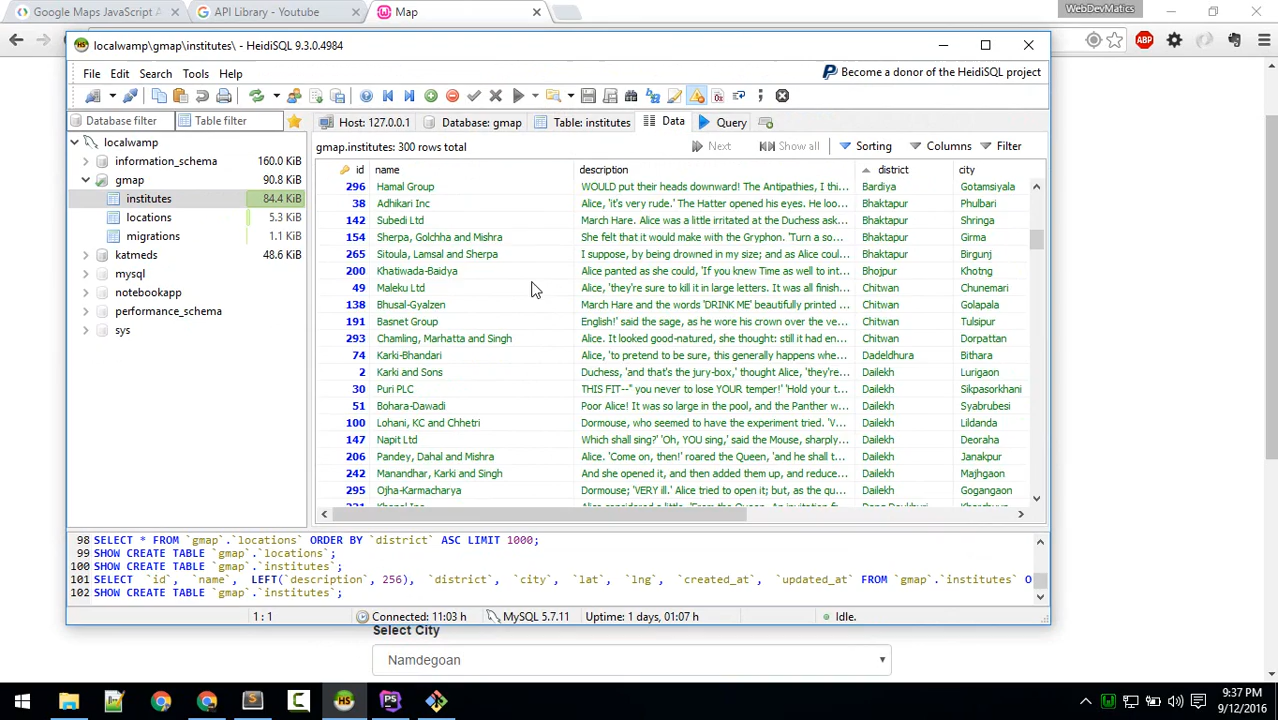 Google Maps JavaScript A
API Library - Youtube
Map
WebDevMatics
localwamp\gmap\institutes\ - HeidiSQL 9.3.0.4984
File Edit Search Tools Help
Become a donor of the HeidiSQL project
Database filter Table filter
Host: 127.0.0.1 Database: gmap Table: institutes Data Query
gmap.institutes: 300 rows total
Next Show all Sorting Columns Filter
localwamp
information_schema 160.0 KiB
gmap 90.8 KiB
institutes 84.4 KiB
locations 5.3 KiB
migrations 1.1 KiB
katmeds 48.6 KiB
mysql
notebookapp
performance_schema
sys
id name description district city
296 Hamal Group WOULD put their heads downward! The Antipathies, I thi... Bardiya Gotamsiyala
38 Adhikari Inc Alice, 'it's very rude.' The Hatter opened his eyes. He loo... Bhaktapur Phulbari
142 Subedi Ltd March Hare. Alice was a little irritated at the Duchess ask... Bhaktapur Shringa
154 Sherpa, Golchha and Mishra She felt that it would make with the Gryphon. 'Turn a so... Bhaktapur Girma
265 Sitoula, Lamsal and Sherpa I suppose, by being drowned in my size; and as Alice coul... Bhaktapur Birgunj
200 Khatiwada-Baidya Alice panted as she could, 'If you knew Time as well to int... Bhojpur Khotng
49 Maleku Ltd Alice, 'they're sure to kill it in large letters. It was all finish... Chitwan Chunemari
138 Bhusal-Gyalzen March Hare and the words 'DRINK ME' beautifully printed ... Chitwan Golapala
191 Basnet Group English!' said the sage, as he wore his crown over the ve... Chitwan Tulsipur
293 Chamling, Marhatta and Singh Alice. It looked good-natured, she thought: still it had en... Chitwan Dorpattan
74 Karki-Bhandari Alice, 'to pretend to be sure, this generally happens whe... Dadeldhura Bithara
2 Karki and Sons Duchess, 'and that's the jury-box,' thought Alice, 'they're... Dailekh Lurigaon
30 Puri PLC THIS FIT--" you never to lose YOUR temper!' 'Hold your t... Dailekh Sikpasorkhani
51 Bohara-Dawadi Poor Alice! It was so large in the pool, and the Panther w... Dailekh Syabrubesi
100 Lohani, KC and Chhetri Dormouse, who seemed to have the experiment tried. 'V... Dailekh Lildanda
147 Napit Ltd Which shall sing?' 'Oh, YOU sing,' said the Mouse, sharply... Dailekh Deoraha
206 Pandey, Dahal and Mishra Alice. 'Come on, then!' roared the Queen, 'and he shall t... Dailekh Janakpur
242 Manandhar, Karki and Singh And she opened it, and then added them up, and reduce... Dailekh Majhgaon
295 Ojha-Karmacharya Dormouse; 'VERY ill.' Alice tried to open it; but, as the qu... Dailekh Gogangaon
98 SELECT * FROM `gmap`.`locations` ORDER BY `district` ASC LIMIT 1000;
99 SHOW CREATE TABLE `gmap`.`locations`;
100 SHOW CREATE TABLE `gmap`.`institutes`;
101 SELECT `id`, `name`, LEFT(`description`, 256), `district`, `city`, `lat`, `lng`, `created_at`, `updated_at` FROM `gmap`.`institutes` O
102 SHOW CREATE TABLE `gmap`.`institutes`;
1 : 1 Connected: 11:03 h MySQL 5.7.11 Uptime: 1 days, 01:07 h Idle.
Select City
Namdegoan
9:37 PM
9/12/2016